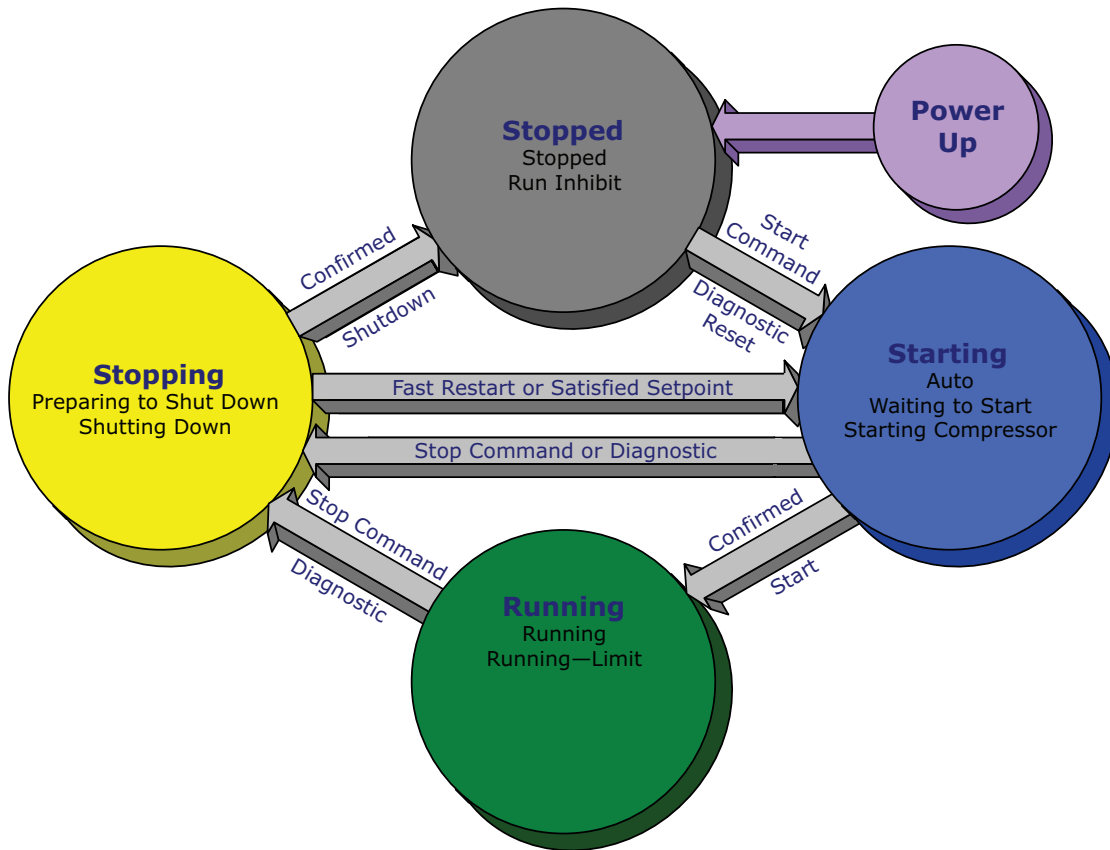 Stopped
Stopped
Run Inhibit
Power
Up
Confirmed
Shutdown
Start
Command
Diagnostic
Reset
Stopping
Preparing to Shut Down
Shutting Down
Fast Restart or Satisfied Setpoint
Stop Command or Diagnostic
Starting
Auto
Waiting to Start
Starting Compressor
Stop Command
Diagnostic
Confirmed
Start
Running
Running
Running—Limit